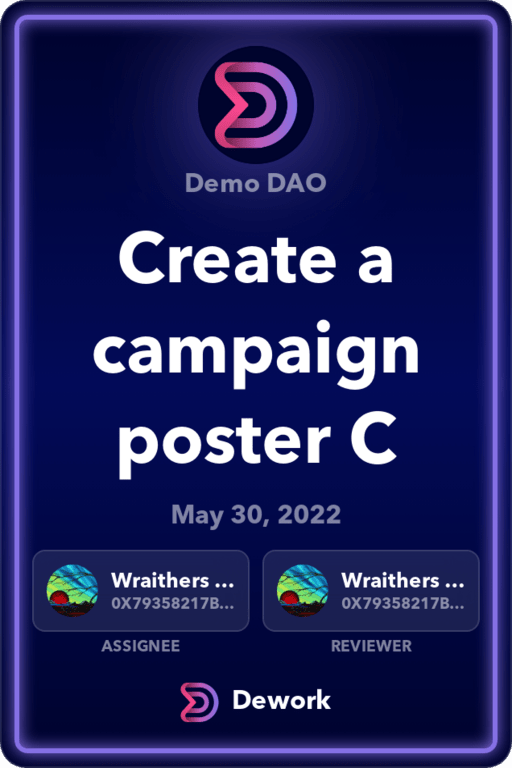 Demo DAO
Create a
campaign
poster C
May 30, 2022
Wraithers ...
0X79358217B...
ASSIGNEE
Wraithers ...
0X79358217B...
REVIEWER
Dework